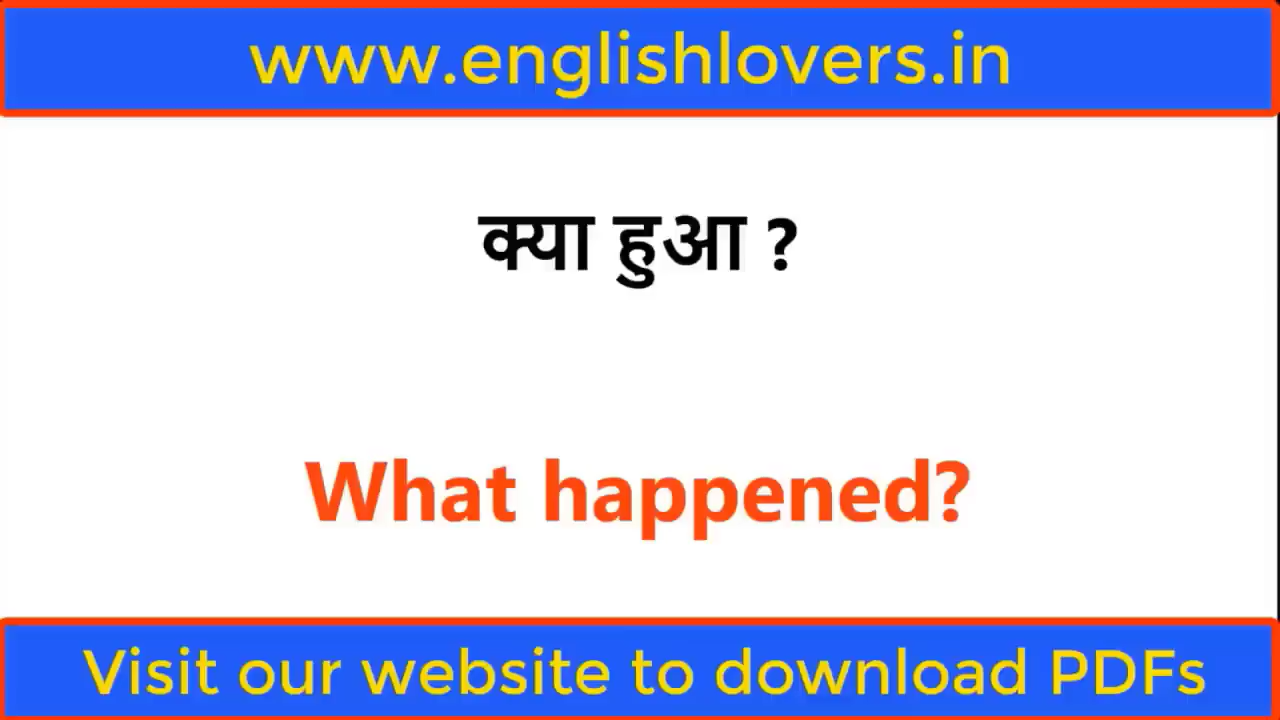 www.englishlovers.in
क्या हुआ ?
What happened?
Visit our website to download PDFs